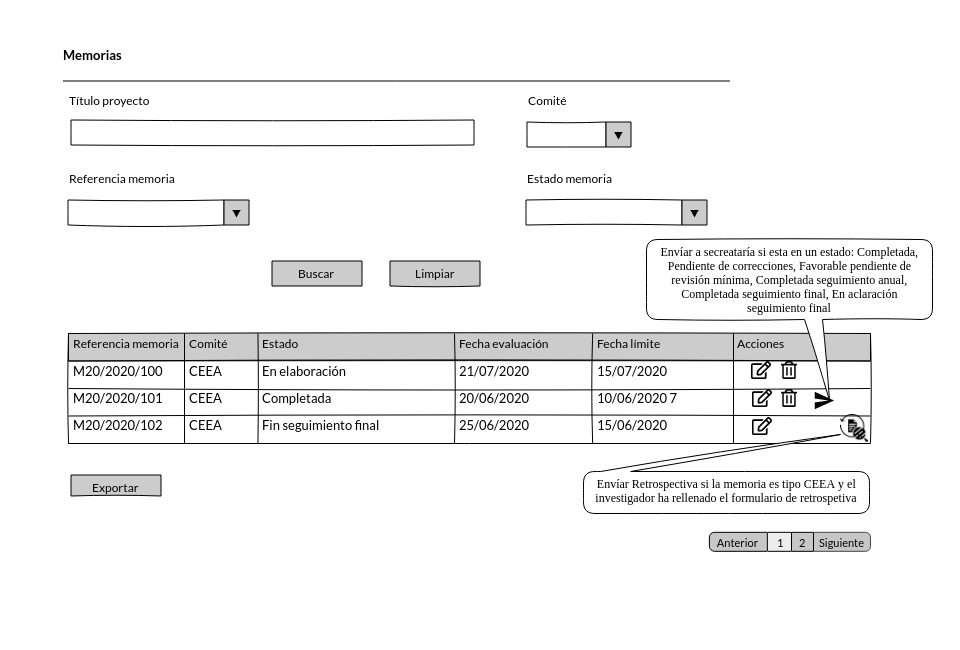 Memorias
Título proyecto
Comité
Referencia memoria
Estado memoria
Buscar
Limpiar
Envíar a secreataría si esta en un estado: Completada,
Pendiente de correcciones, Favorable pendiente de
revisión mínima, Completada seguimiento anual,
Completada seguimiento final, En aclaración
seguimiento final
Referencia memoria Comité Estado Fecha evaluación Fecha límite Acciones
M20/2020/100 CEEA En elaboración 21/07/2020 15/07/2020
M20/2020/101 CEEA Completada 20/06/2020 10/06/2020 7
M20/2020/102 CEEA Fin seguimiento final 25/06/2020 15/06/2020
Exportar
Envíar Retrospectiva si la memoria es tipo CEEA y el
investigador ha rellenado el formulario de retrospetiva
Anterior 1 2 Siguiente